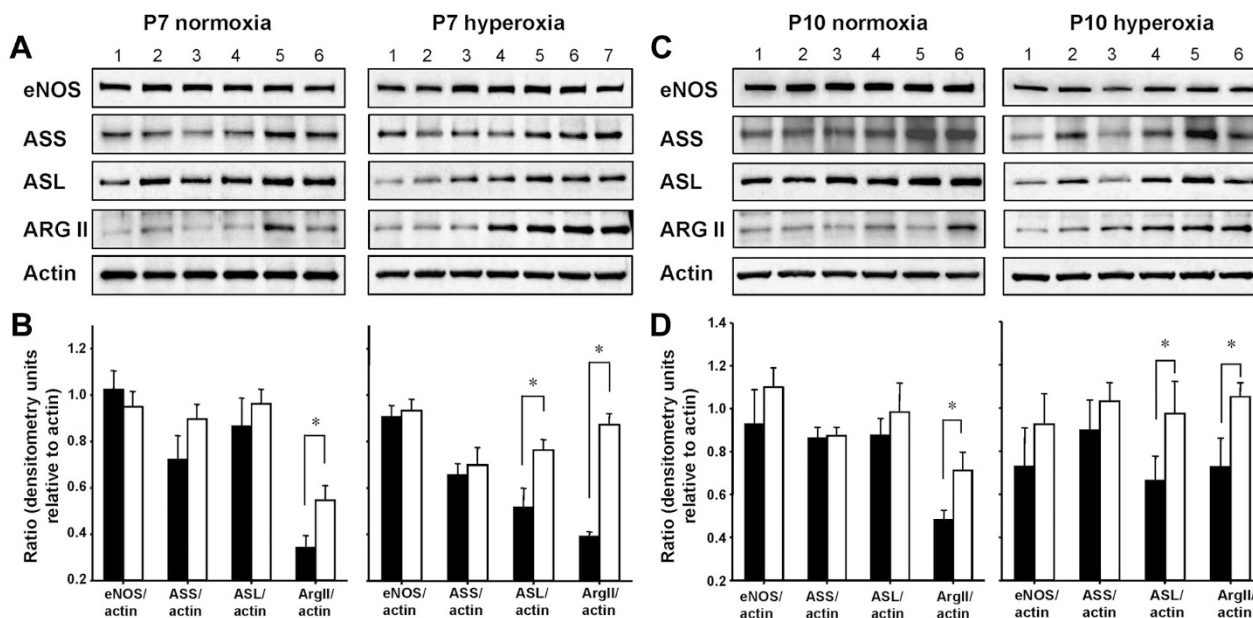 P7 normoxia
P7 hyperoxia
P10 normoxia
P10 hyperoxia
A
1 2 3 4 5 6
1 2 3 4 5 6 7
C
1 2 3 4 5 6
1 2 3 4 5 6
eNOS
ASS
ASL
ARG II
Actin
eNOS
ASS
ASL
ARG II
Actin
B
Ratio (densitometry units
relative to actin)
1.2
1.0
0.8
0.6
0.4
0.2
*
*
*
eNOS/
actin
ASS/
actin
ASL/
actin
ArgII/
actin
eNOS/
actin
ASS/
actin
ASL/
actin
ArgII/
actin
D
Ratio (densitometry units
relative to actin)
1.4
1.2
1.0
0.8
0.6
0.4
0.2
*
*
*
eNOS/
actin
ASS/
actin
ASL/
actin
ArgII/
actin
eNOS/
actin
ASS/
actin
ASL/
actin
ArgII/
actin